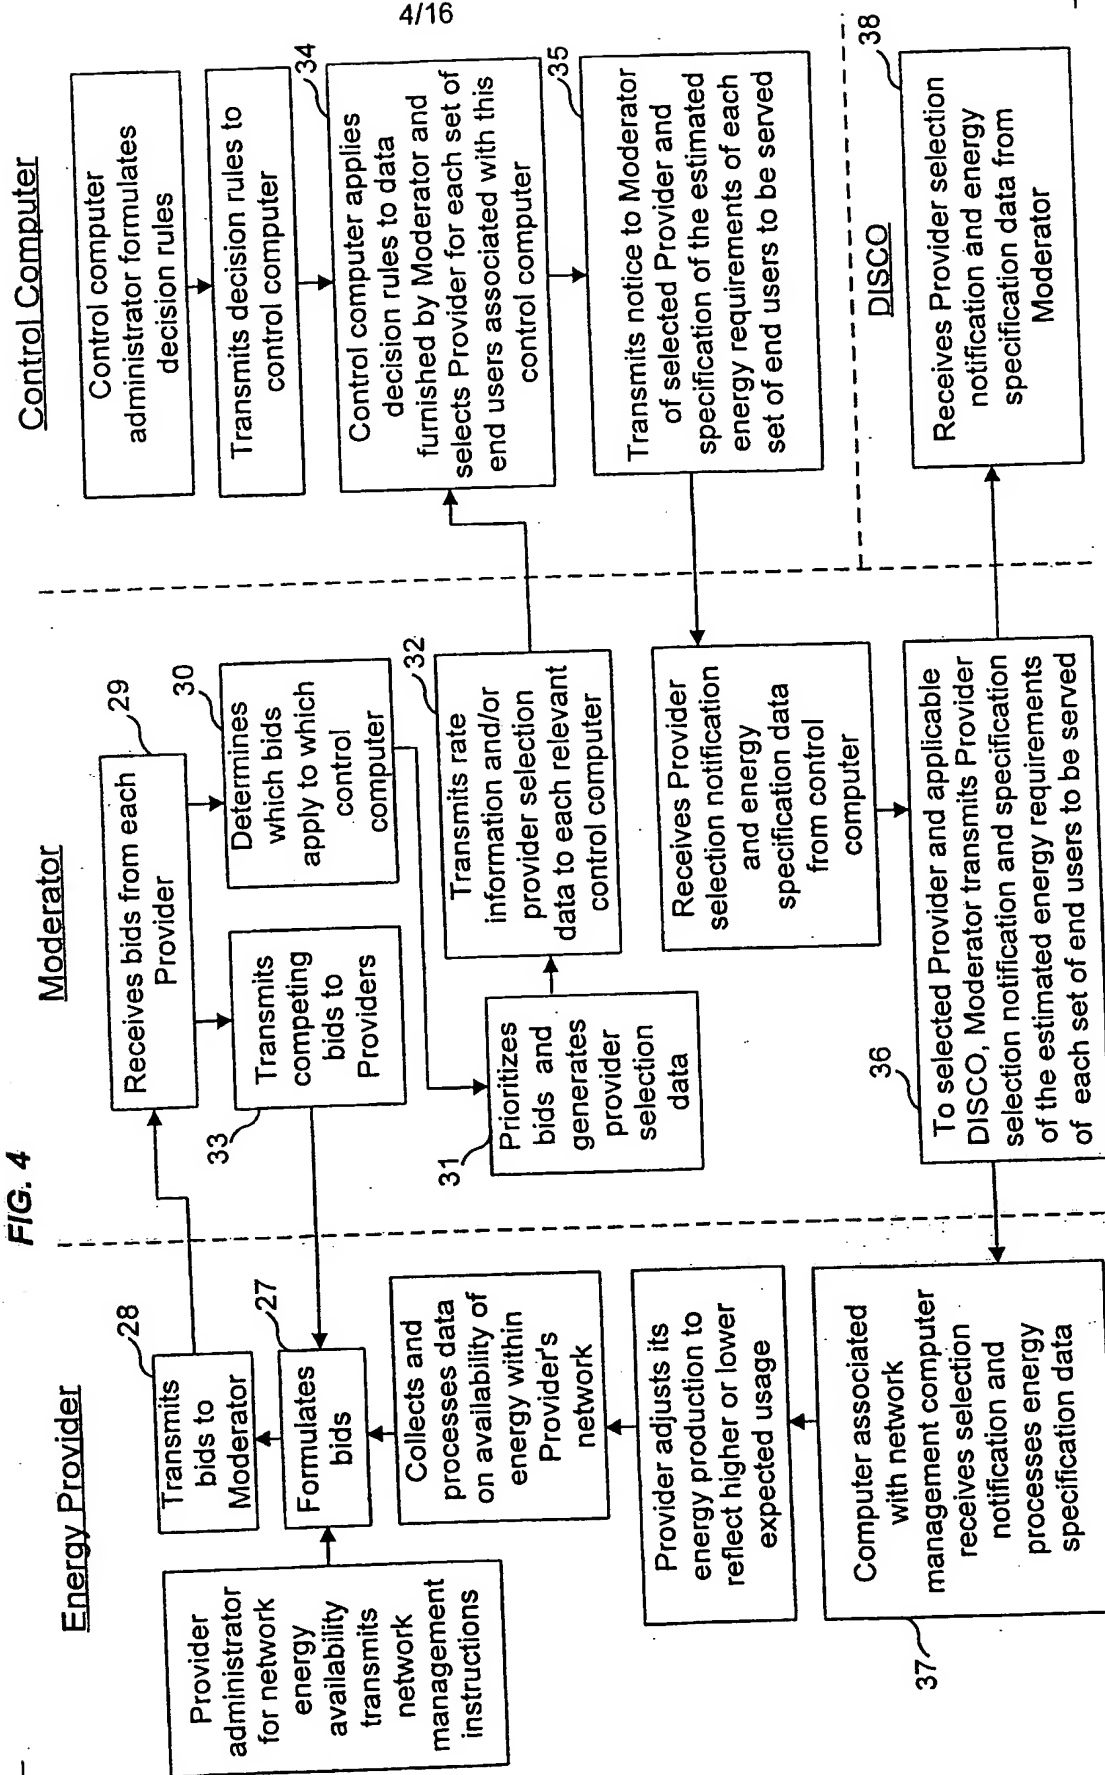 4/16
FIG. 4
Energy Provider
Moderator
Control Computer
Provider
administrator
for network
energy
availability
transmits
network
management
instructions
28
Transmits
bids to
Moderator
27
Formulates
bids
Collects and
processes data
on availability of
energy within
Provider's
network
Provider adjusts its
energy production to
reflect higher or lower
expected usage
Computer associated
with network
management computer
receives selection
notification and
processes energy
specification data
37
29
Receives bids from each
Provider
33
Transmits
competing
bids to
Providers
30
Determines
which bids
apply to which
control
computer
31
Prioritizes
bids and
generates
provider
selection
data
32
Transmits rate
information and/or
provider selection
data to each relevant
control computer
Receives Provider
selection notification
and energy
specification data
from control
computer
36
To selected Provider and applicable
DISCO, Moderator transmits Provider
selection notification and specification
of the estimated energy requirements
of each set of end users to be served
Control computer
administrator formulates
decision rules
Transmits decision rules to
control computer
34
Control computer applies
decision rules to data
furnished by Moderator and
selects Provider for each set of
end users associated with this
control computer
35
Transmits notice to Moderator
of selected Provider and
specification of the estimated
energy requirements of each
set of end users to be served
DISCO
38
Receives Provider selection
notification and energy
specification data from
Moderator